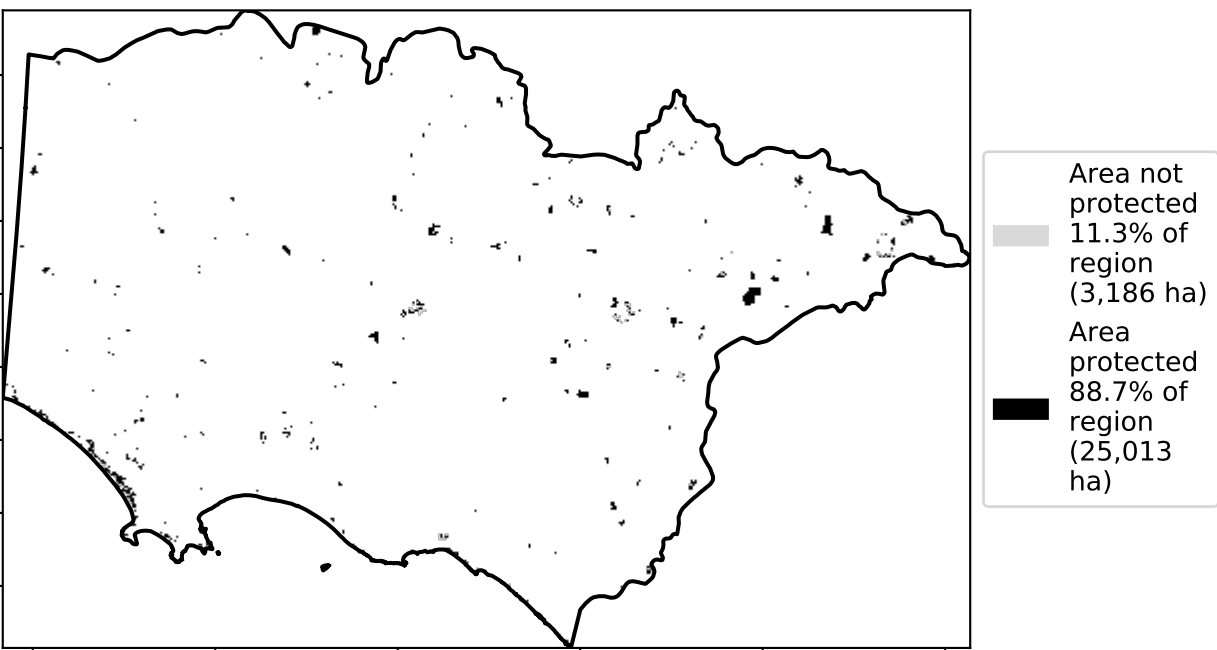 Area not
protected
11.3% of
region
(3,186 ha)
Area
protected
88.7% of
region
(25,013
ha)